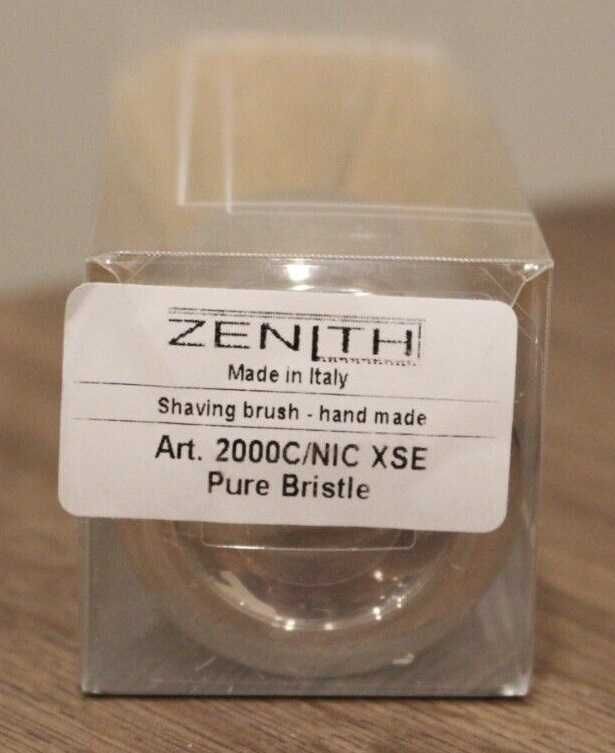 ZENITH
Made in Italy
Shaving brush - hand made
Art. 2000C/NIC XSE
Pure Bristle